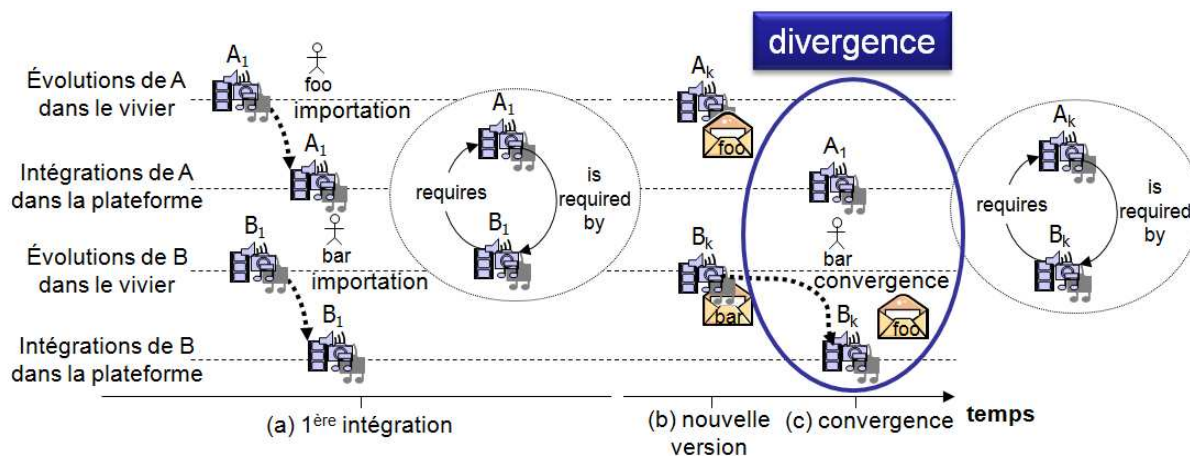 divergence
Évolutions de A
dans le vivier
A1
foo
importation
Ak
foo
Intégrations de A
dans la plateforme
A1
A1
requires
is
required
by
B1
A1
Ak
requires
is
required
by
Bk
Évolutions de B
dans le vivier
B1
bar
importation
Bk
bar
bar
convergence
foo
Intégrations de B
dans la plateforme
B1
Bk
(a) 1ère intégration
(b) nouvelle
version
(c) convergence
temps